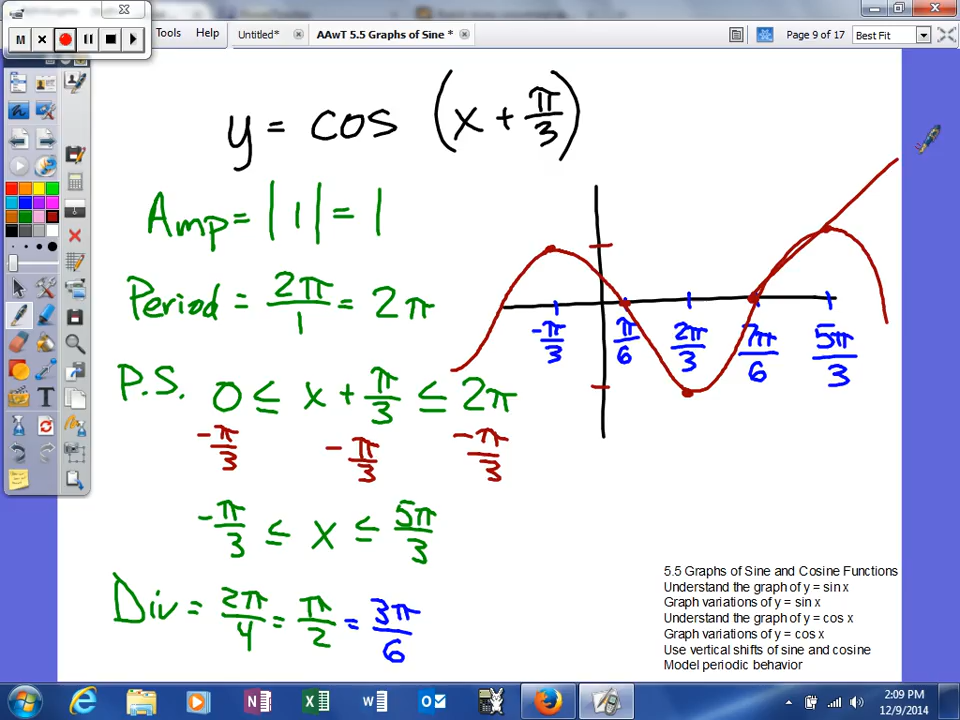 M
Tools Help
Untitled* AAwT 5.5 Graphs of Sine *
Page 9 of 17
Best Fit
y = cos (x + π/3)
Amp = |1| = 1
Period = 2π/1 = 2π
P.S. 0 ≤ x + π/3 ≤ 2π
-π/3 -π/3 -π/3
-π/3 ≤ x ≤ 5π/3
Div = 2π/4 = π/2 = 3π/6
-π/3 π/6 2π/3 7π/6 5π/3
5.5 Graphs of Sine and Cosine Functions
Understand the graph of y = sin x
Graph variations of y = sin x
Understand the graph of y = cos x
Graph variations of y = cos x
Use vertical shifts of sine and cosine
Model periodic behavior
2:09 PM
12/9/2014